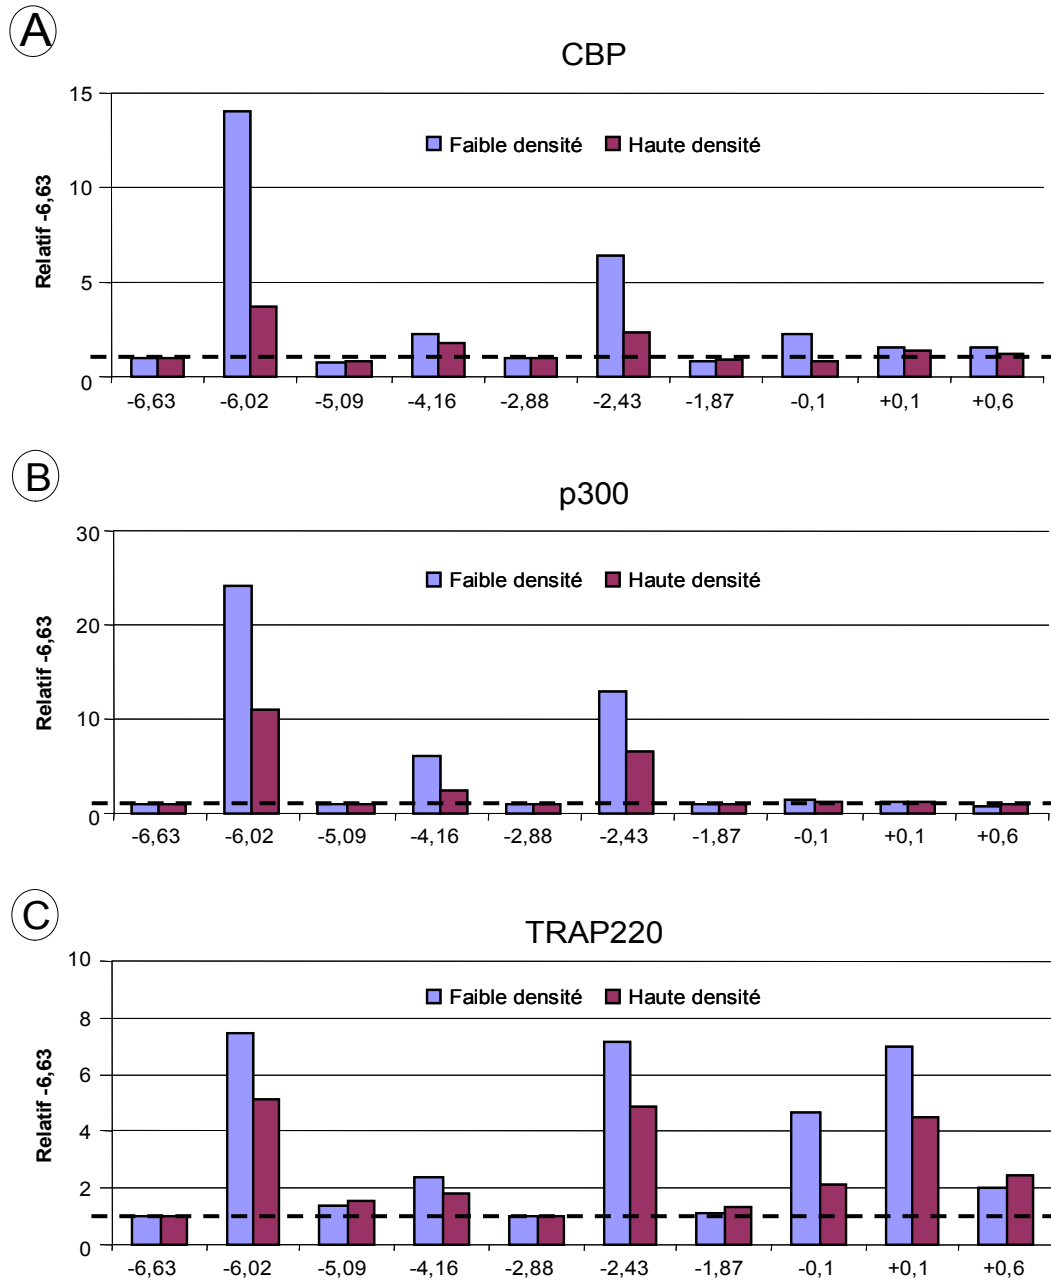 A
CBP
15
Faible densité Haute densité
10
Relatif -6,63
5
0
-6,63 -6,02 -5,09 -4,16 -2,88 -2,43 -1,87 -0,1 +0,1 +0,6
B
p300
30
Faible densité Haute densité
20
Relatif -6,63
10
0
-6,63 -6,02 -5,09 -4,16 -2,88 -2,43 -1,87 -0,1 +0,1 +0,6
C
TRAP220
10
Faible densité Haute densité
8
6
Relatif -6,63
4
2
0
-6,63 -6,02 -5,09 -4,16 -2,88 -2,43 -1,87 -0,1 +0,1 +0,6